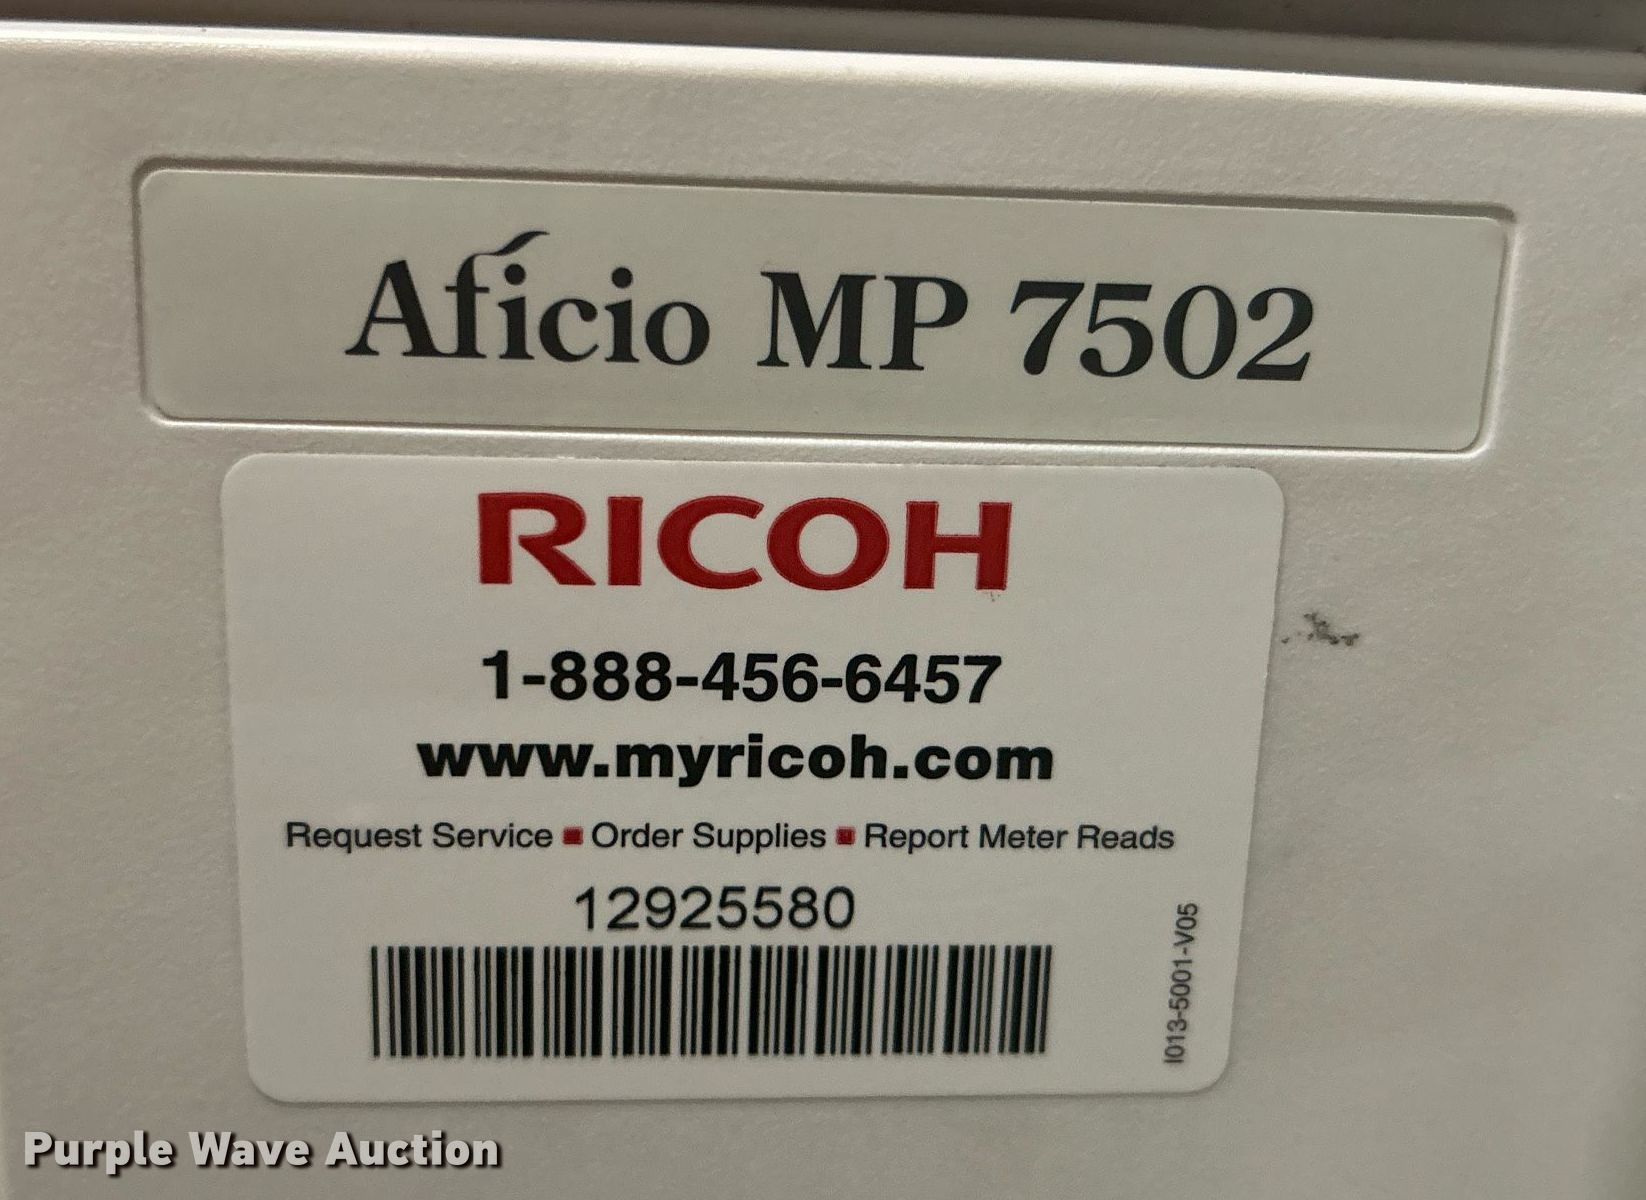 Aficio MP 7502
RICOH
1-888-456-6457
www.myricoh.com
Request Service ■ Order Supplies ■ Report Meter Reads
12925580
I013-5001-V05
Purple Wave Auction